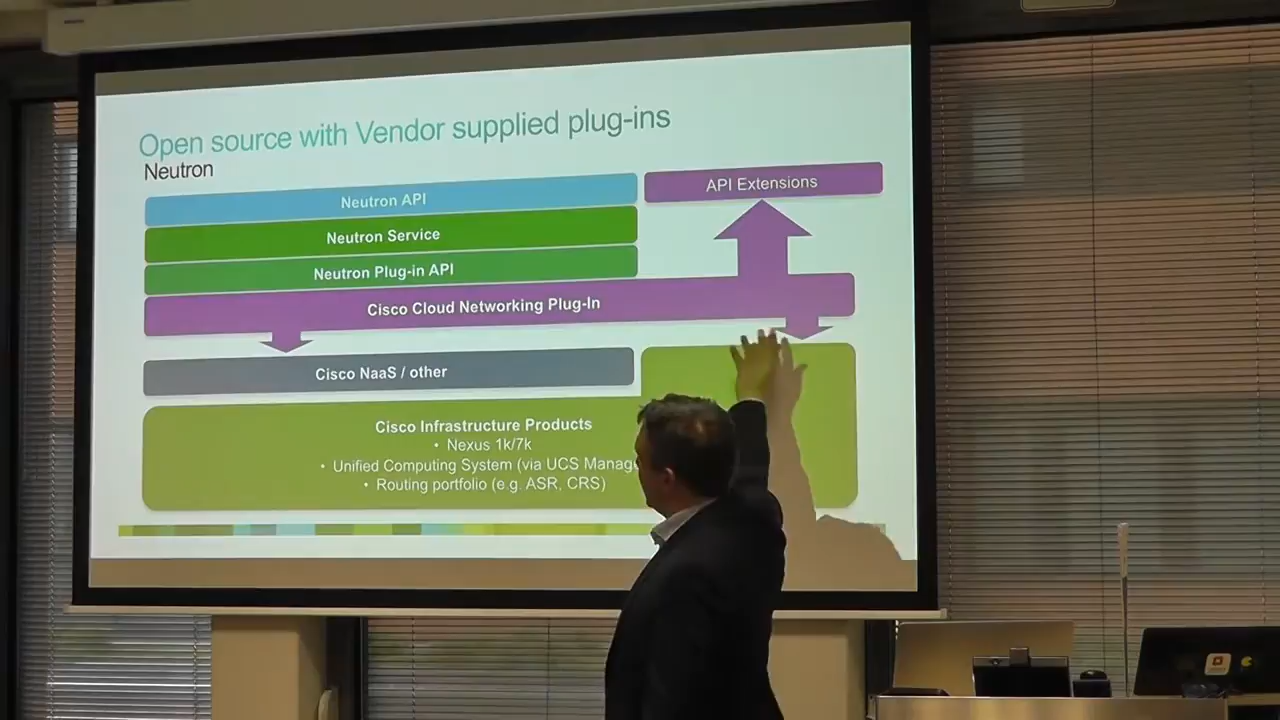 Open source with Vendor supplied plug-ins
Neutron
Neutron API
API Extensions
Neutron Service
Neutron Plug-in API
Cisco Cloud Networking Plug-In
Cisco NaaS / other
Cisco Infrastructure Products
• Nexus 1k/7k
• Unified Computing System (via UCS Manag
• Routing portfolio (e.g. ASR, CRS)